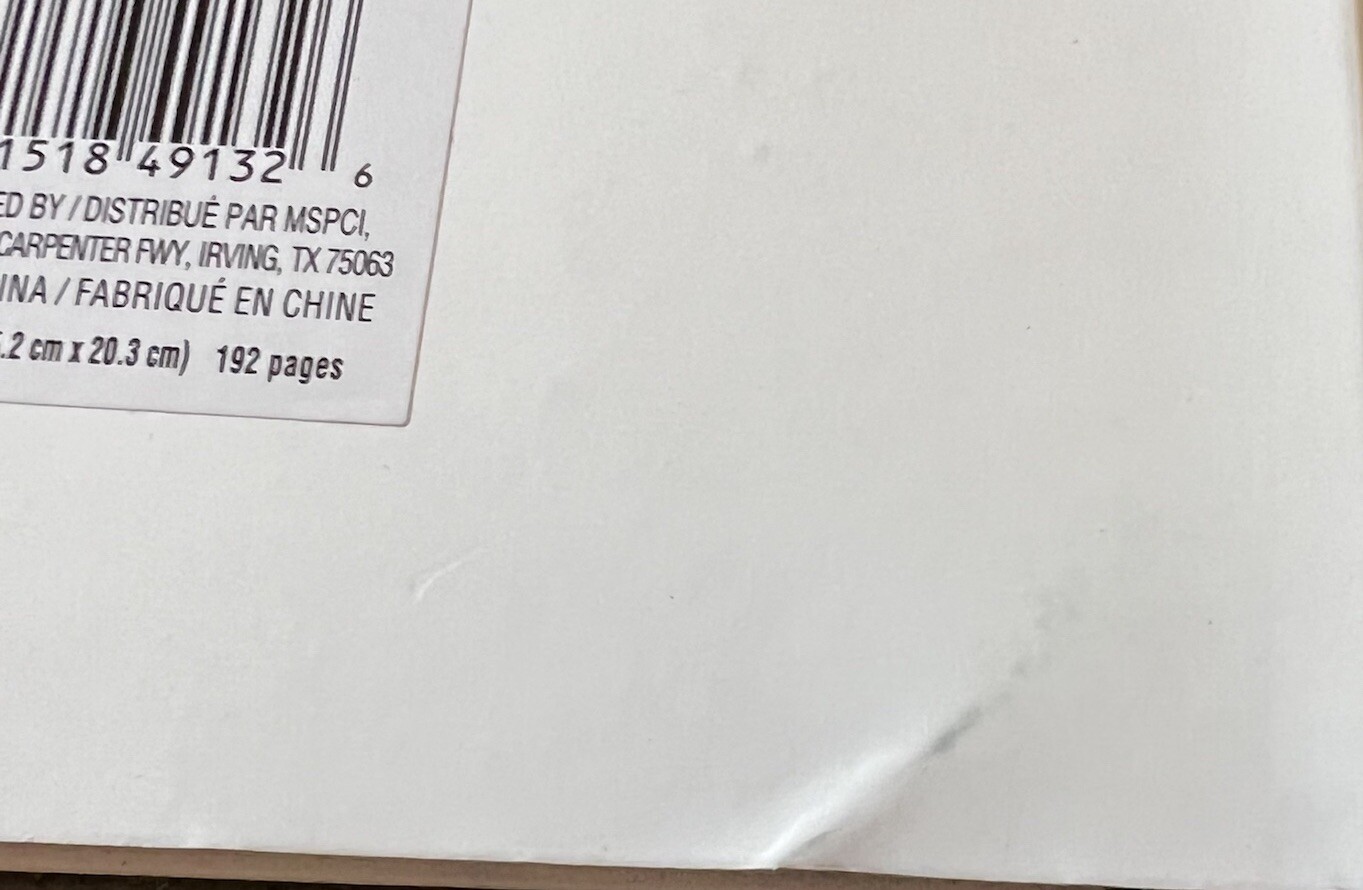 1518 49132 6
ED BY / DISTRIBUÉ PAR MSPCI,
CARPENTER FWY, IRVING, TX 75063
INA / FABRIQUÉ EN CHINE
.2 cm x 20.3 cm) 192 pages